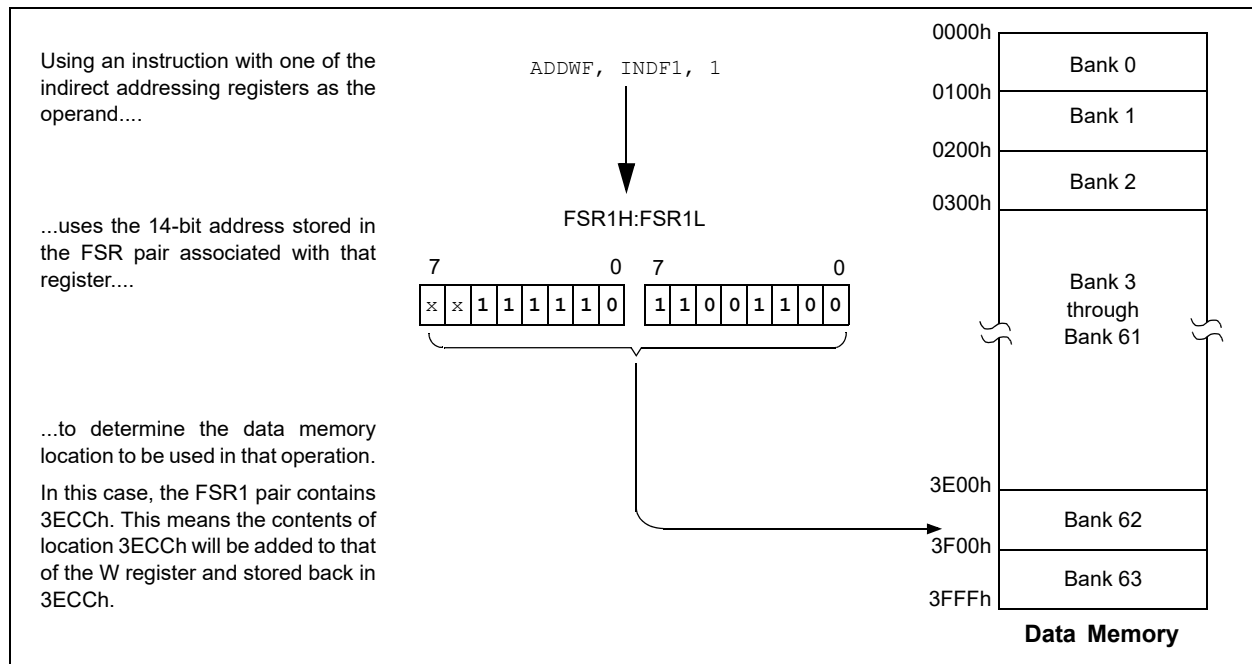 Using an instruction with one of the
indirect addressing registers as the
operand....
ADDWF, INDF1, 1
...uses the 14-bit address stored in
the FSR pair associated with that
register....
FSR1H:FSR1L
7 0 7 0
x x 1 1 1 1 1 0 1 1 0 0 1 1 0 0
...to determine the data memory
location to be used in that operation.
In this case, the FSR1 pair contains
3ECCh. This means the contents of
location 3ECCh will be added to that
of the W register and stored back in
3ECCh.
0000h
Bank 0
0100h
Bank 1
0200h
Bank 2
0300h
Bank 3
through
Bank 61
3E00h
Bank 62
3F00h
Bank 63
3FFFh
Data Memory